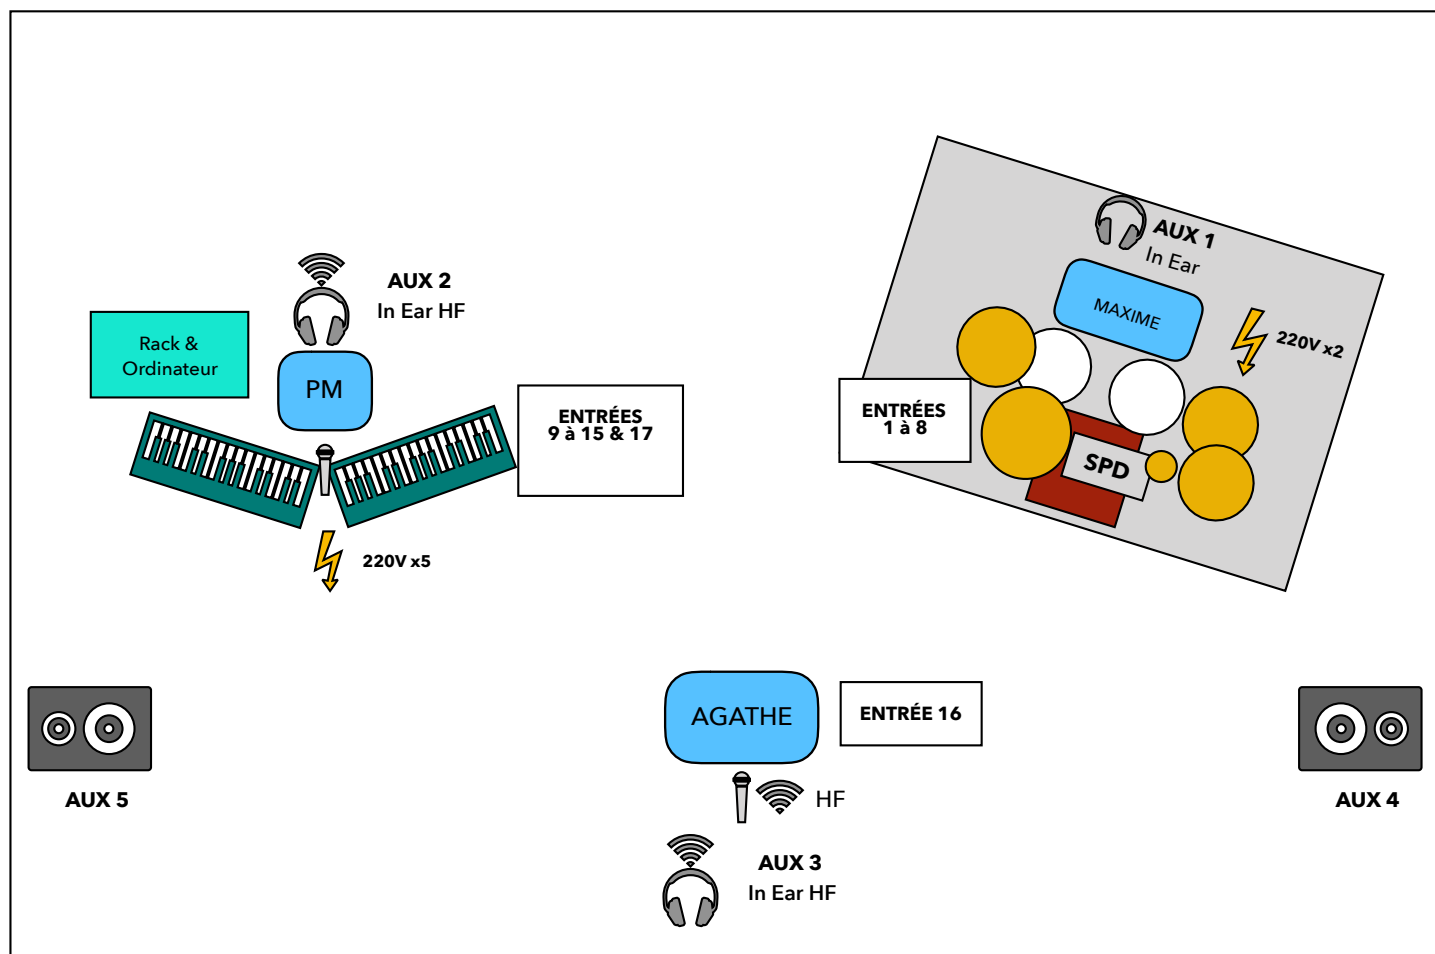 AUX 1
In Ear
MAXIME
220V x2
ENTRÉES
1 à 8
SPD
AUX 2
In Ear HF
Rack &
Ordinateur
PM
ENTRÉES
9 à 15 & 17
220V x5
AGATHE
ENTRÉE 16
HF
AUX 5
AUX 4
AUX 3
In Ear HF